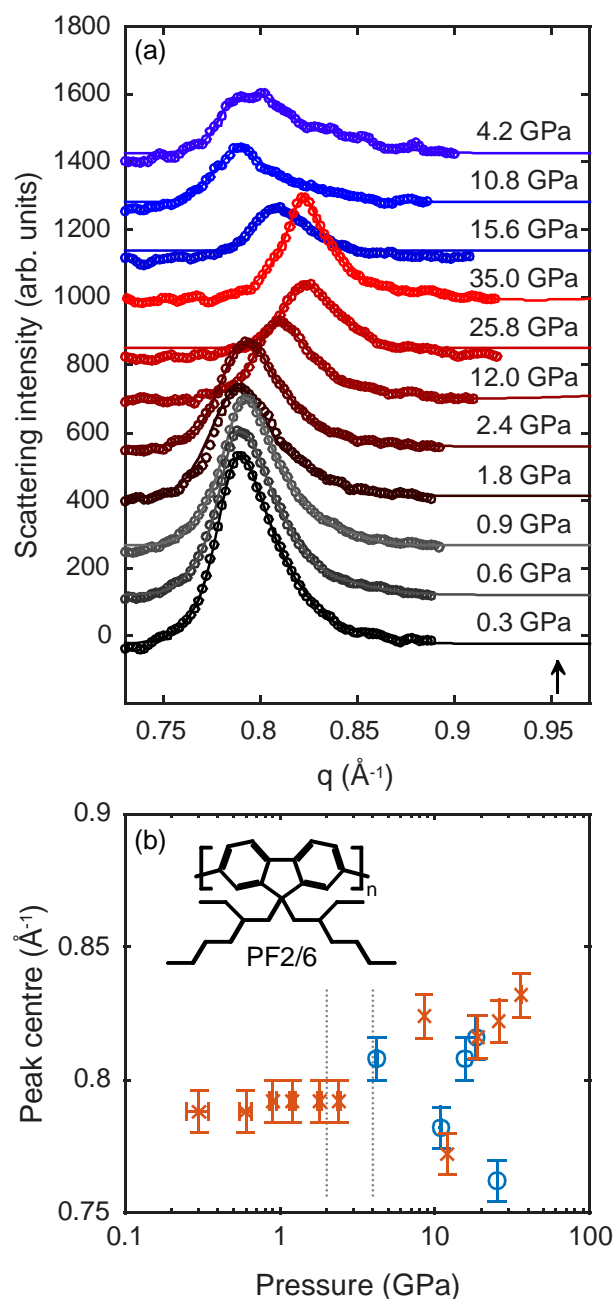 (a)
1800
1600
1400
1200
1000
800
600
400
200
0
Scattering intensity (arb. units)
4.2 GPa
10.8 GPa
15.6 GPa
35.0 GPa
25.8 GPa
12.0 GPa
2.4 GPa
1.8 GPa
0.9 GPa
0.6 GPa
0.3 GPa
0.75 0.8 0.85 0.9 0.95
q (Å⁻¹)
(b)
0.9
0.85
0.8
0.75
Peak centre (Å⁻¹)
n
PF2/6
0.1 1 10 100
Pressure (GPa)